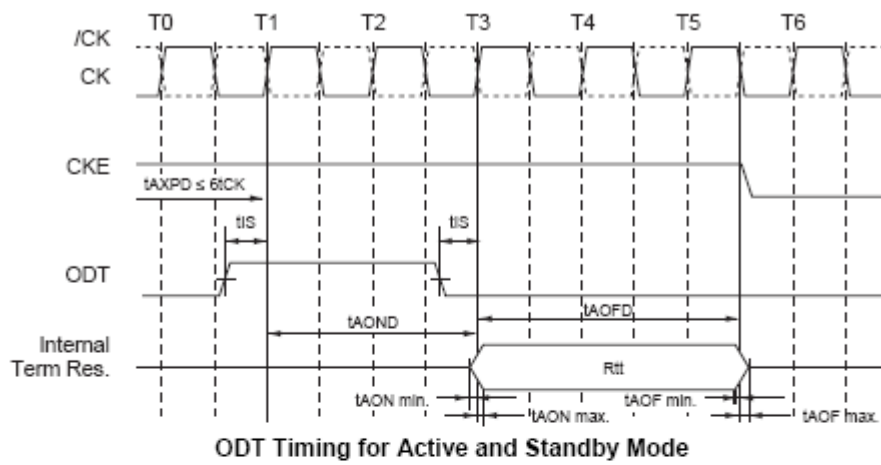 T0 T1 T2 T3 T4 T5 T6
/CK
CK
CKE
tAXPD ≤ 6tCK
tIS tIS
ODT
tAOND tAOFD
Internal
Term Res.
Rtt
tAON min. tAOF min.
tAON max. tAOF max.
ODT Timing for Active and Standby Mode